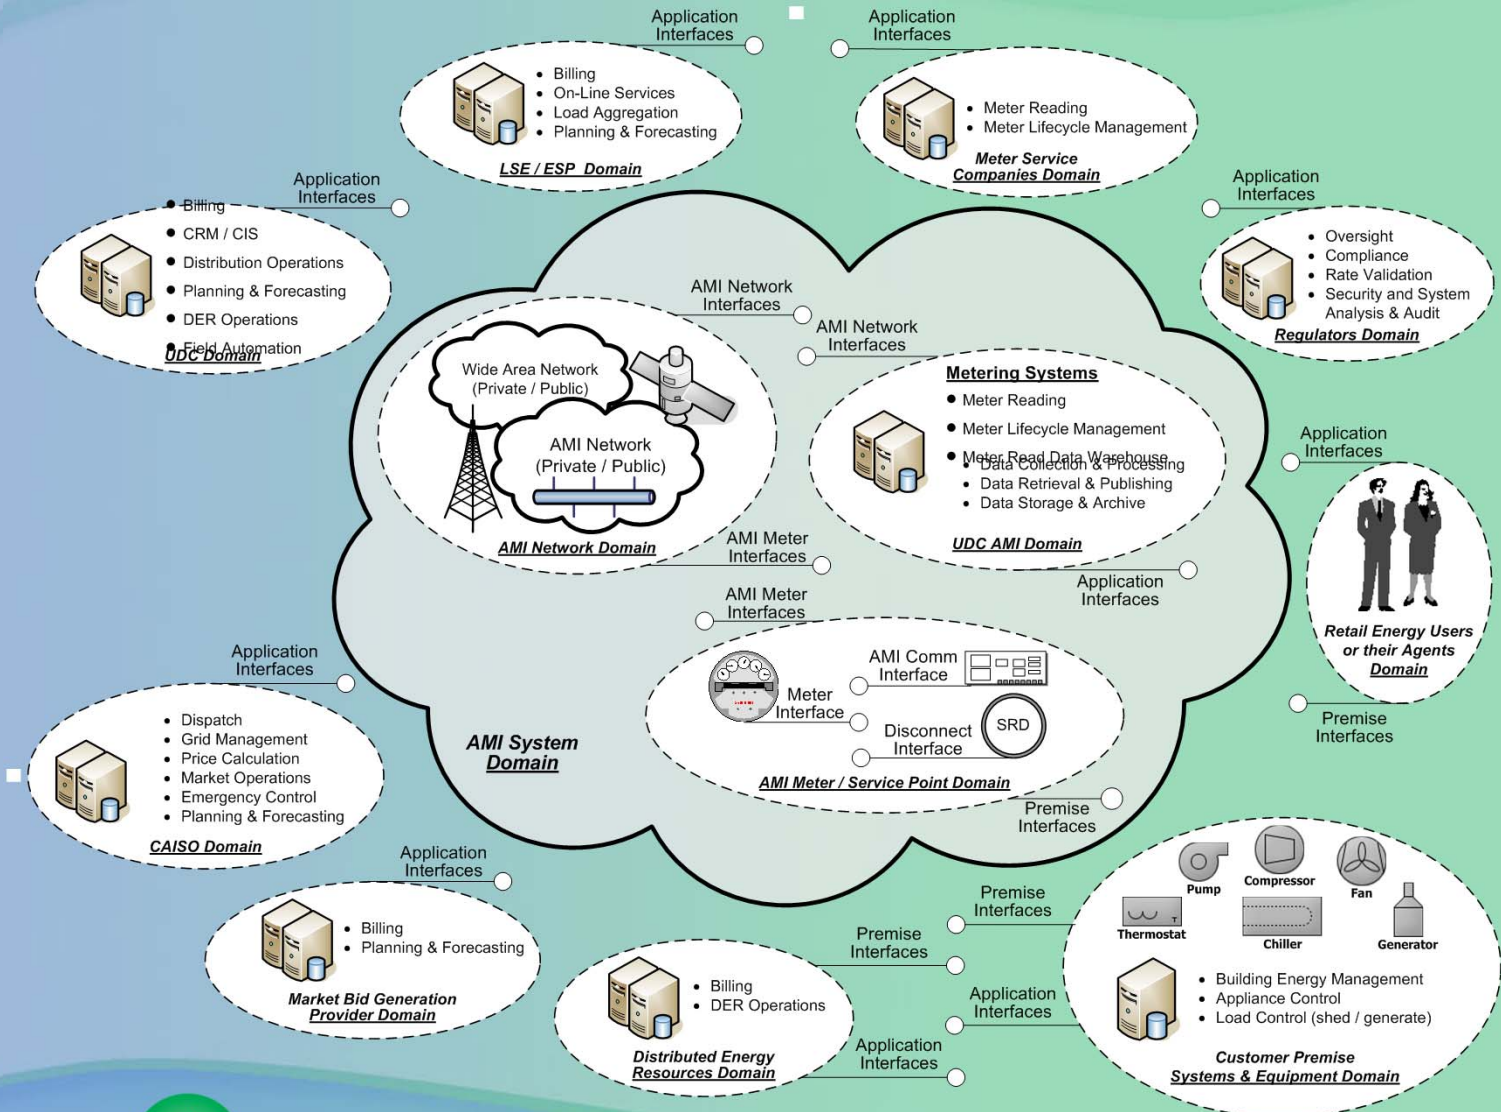 Application
Interfaces
• Billing
• On-Line Services
• Load Aggregation
• Planning & Forecasting
LSE / ESP Domain
Application
Interfaces
• Meter Reading
• Meter Lifecycle Management
Meter Service
Companies Domain
Application
Interfaces
• Billing
• CRM / CIS
• Distribution Operations
• Planning & Forecasting
• DER Operations
• Field Automation
UDC Domain
Application
Interfaces
• Oversight
• Compliance
• Rate Validation
• Security and System
Analysis & Audit
Regulators Domain
AMI Network
Interfaces
Wide Area Network
(Private / Public)
AMI Network
(Private / Public)
AMI Network Domain
AMI Meter
Interfaces
AMI Network
Interfaces
Metering Systems
• Meter Reading
• Meter Lifecycle Management
• Meter Read Data Warehouse
• Data Collection & Processing
• Data Retrieval & Publishing
• Data Storage & Archive
UDC AMI Domain
Application
Interfaces
Application
Interfaces
Retail Energy Users
or their Agents
Domain
Premise
Interfaces
AMI Meter
Interfaces
AMI Comm
Interface
Meter
Interface
Disconnect
Interface
SRD
AMI Meter / Service Point Domain
Premise
Interfaces
AMI System
Domain
Application
Interfaces
• Dispatch
• Grid Management
• Price Calculation
• Market Operations
• Emergency Control
• Planning & Forecasting
CAISO Domain
Application
Interfaces
• Billing
• Planning & Forecasting
Market Bid Generation
Provider Domain
Premise
Interfaces
• Billing
• DER Operations
Distributed Energy
Resources Domain
Application
Interfaces
Premise
Interfaces
Application
Interfaces
Pump
Compressor
Fan
T
Thermostat
Chiller
Generator
• Building Energy Management
• Appliance Control
• Load Control (shed / generate)
Customer Premise
Systems & Equipment Domain